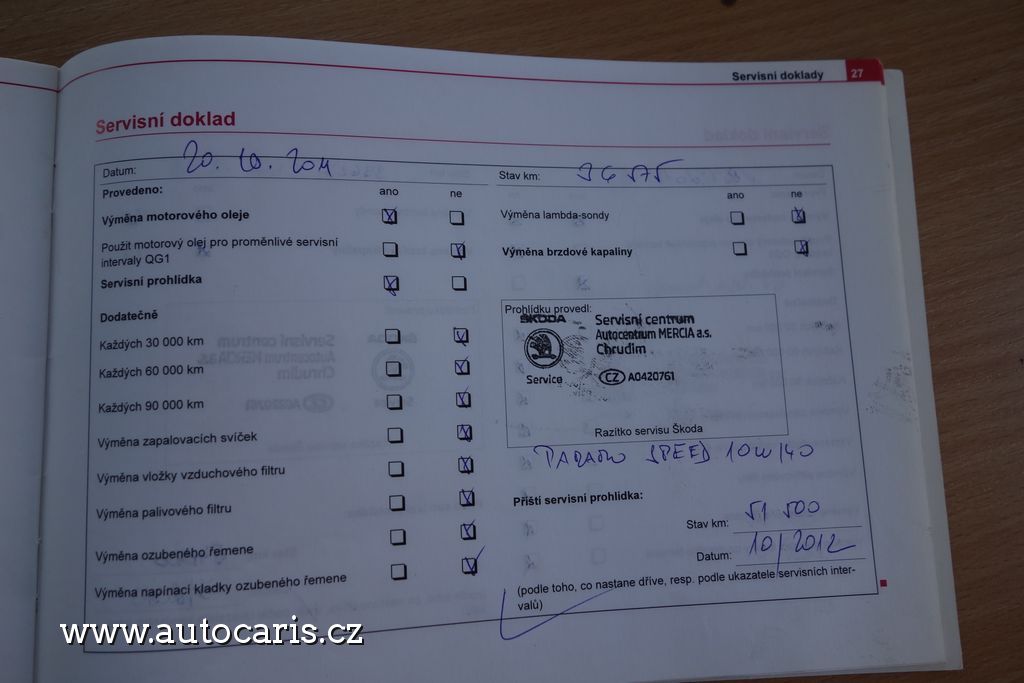 Servisní doklady 27
Servisní doklad
Datum: 20. 10. 2011
Stav km: 36 575
Provedeno: ano ne
ano ne
Výměna motorového oleje
Použit motorový olej pro proměnlivé servisní
intervaly QG1
Servisní prohlídka
Dodatečně
Každých 30 000 km
Každých 60 000 km
Každých 90 000 km
Výměna zapalovacích svíček
Výměna vložky vzduchového filtru
Výměna palivového filtru
Výměna ozubeného řemene
Výměna napínací kladky ozubeného řemene
Výměna lambda-sondy
Výměna brzdové kapaliny
Prohlídku provedl:
ŠKODA
Service
Servisní centrum
Autocentrum MERCIA a.s.
Chrudim
CZ A0420761
Razítko servisu Škoda
SPEED 10W/40
Příští servisní prohlídka:
Stav km: 51 500
Datum: 10/2012
(podle toho, co nastane dříve, resp. podle ukazatele servisních inter-
valů)
www.autocaris.cz